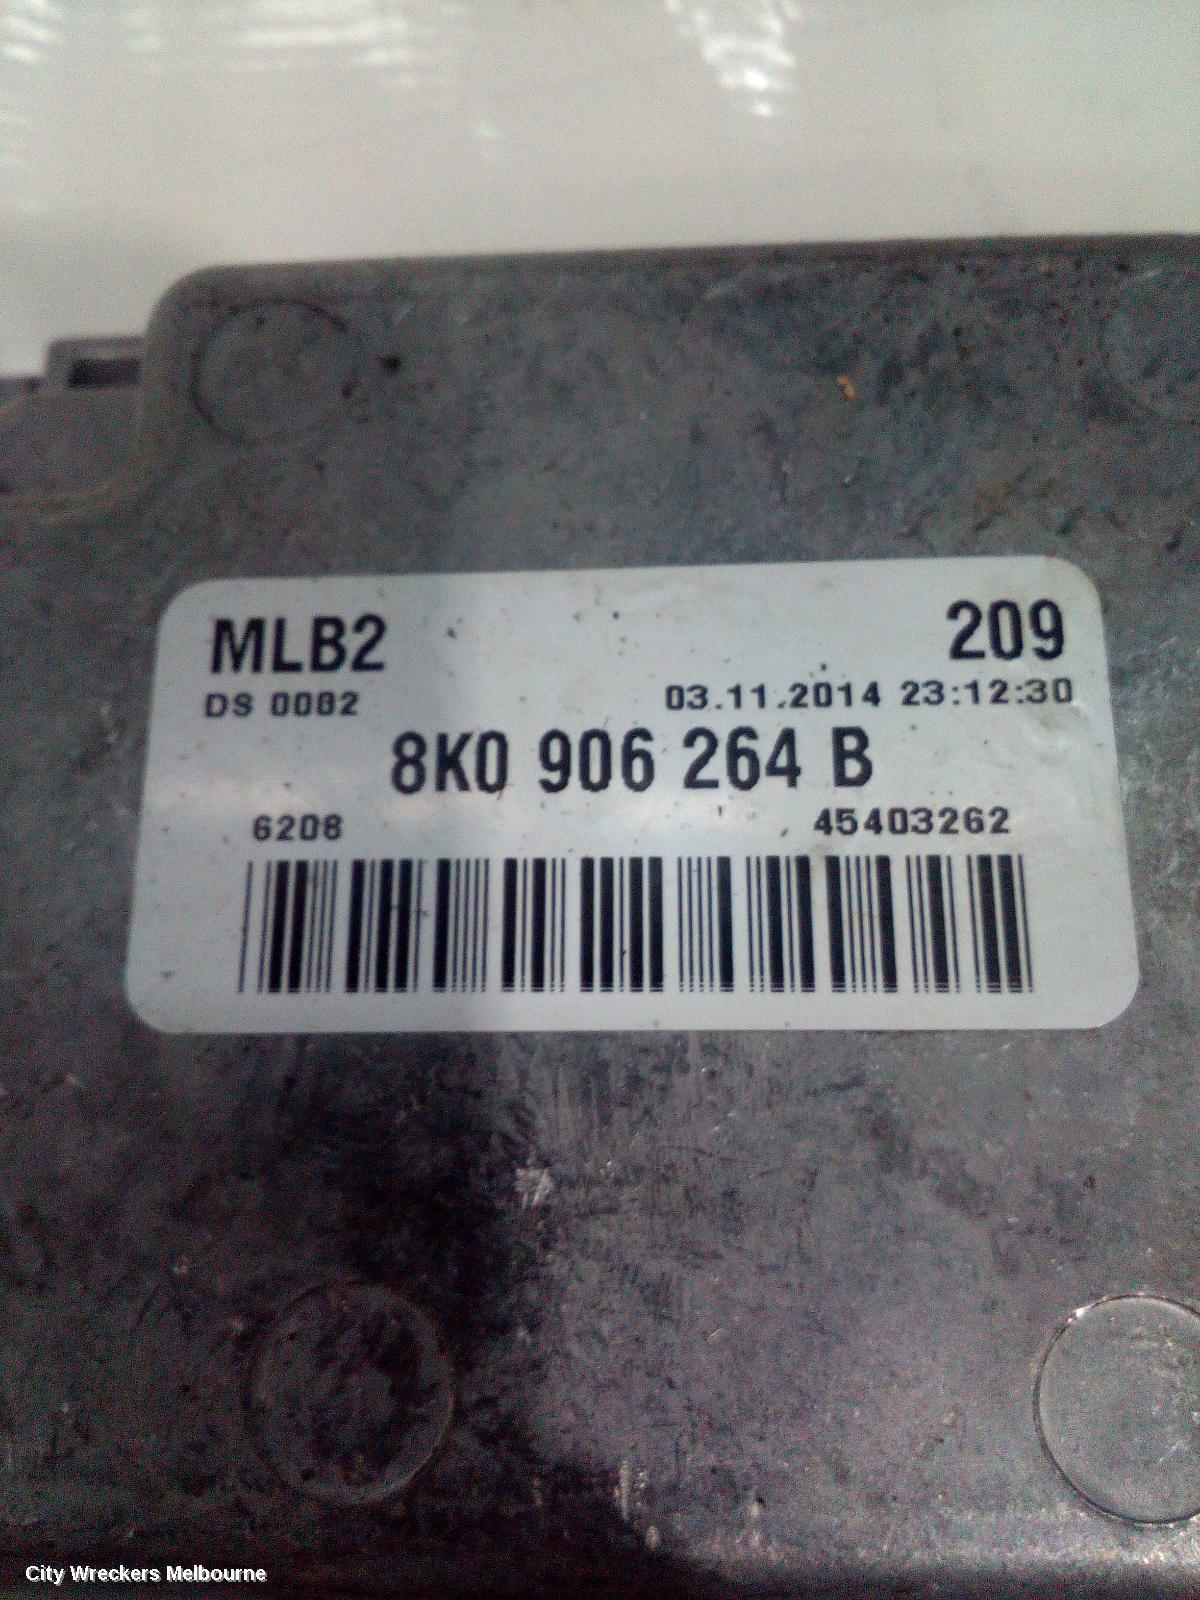 MLB2 209
DS 0002 03.11.2014 23:12:30
8K0 906 264 B
6208 45403262
City Wreckers Melbourne